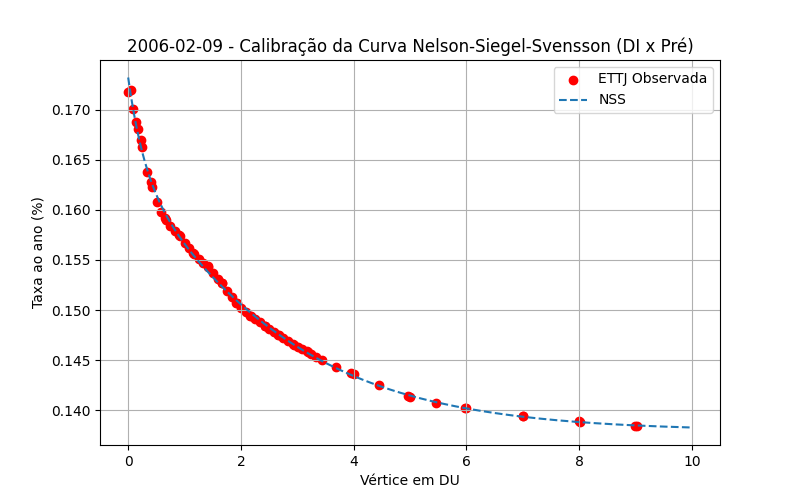 2006-02-09 - Calibração da Curva Nelson-Siegel-Svensson (DI x Pré)
ETTJ Observada
NSS
Taxa ao ano (%)
0.170
0.165
0.160
0.155
0.150
0.145
0.140
0 2 4 6 8 10
Vértice em DU